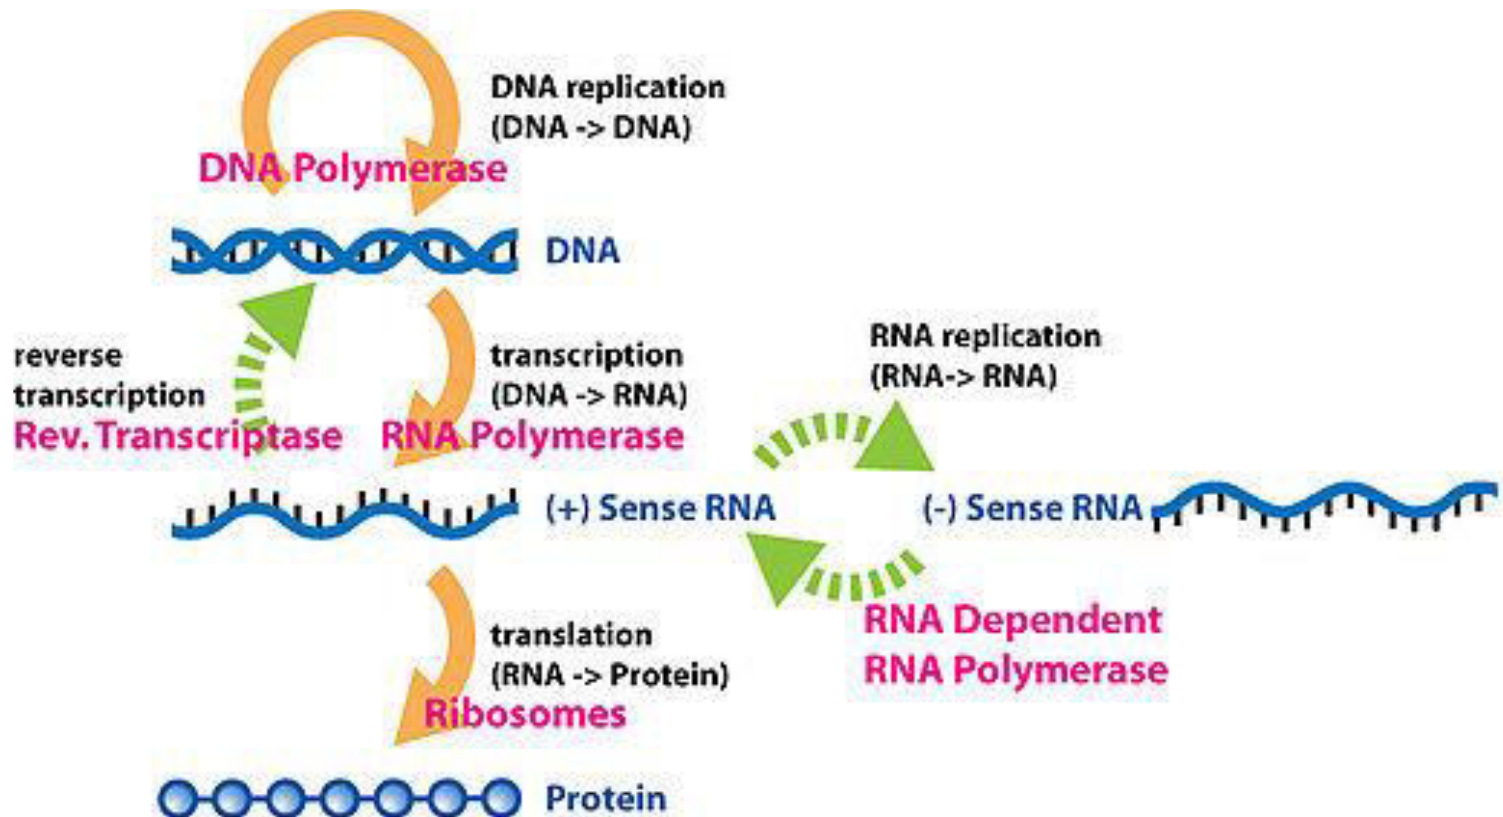 DNA replication
(DNA -> DNA)
DNA Polymerase
DNA
reverse
transcription
Rev. Transcriptase
transcription
(DNA -> RNA)
RNA Polymerase
RNA replication
(RNA-> RNA)
(+) Sense RNA
(-) Sense RNA
RNA Dependent
RNA Polymerase
translation
(RNA -> Protein)
Ribosomes
Protein